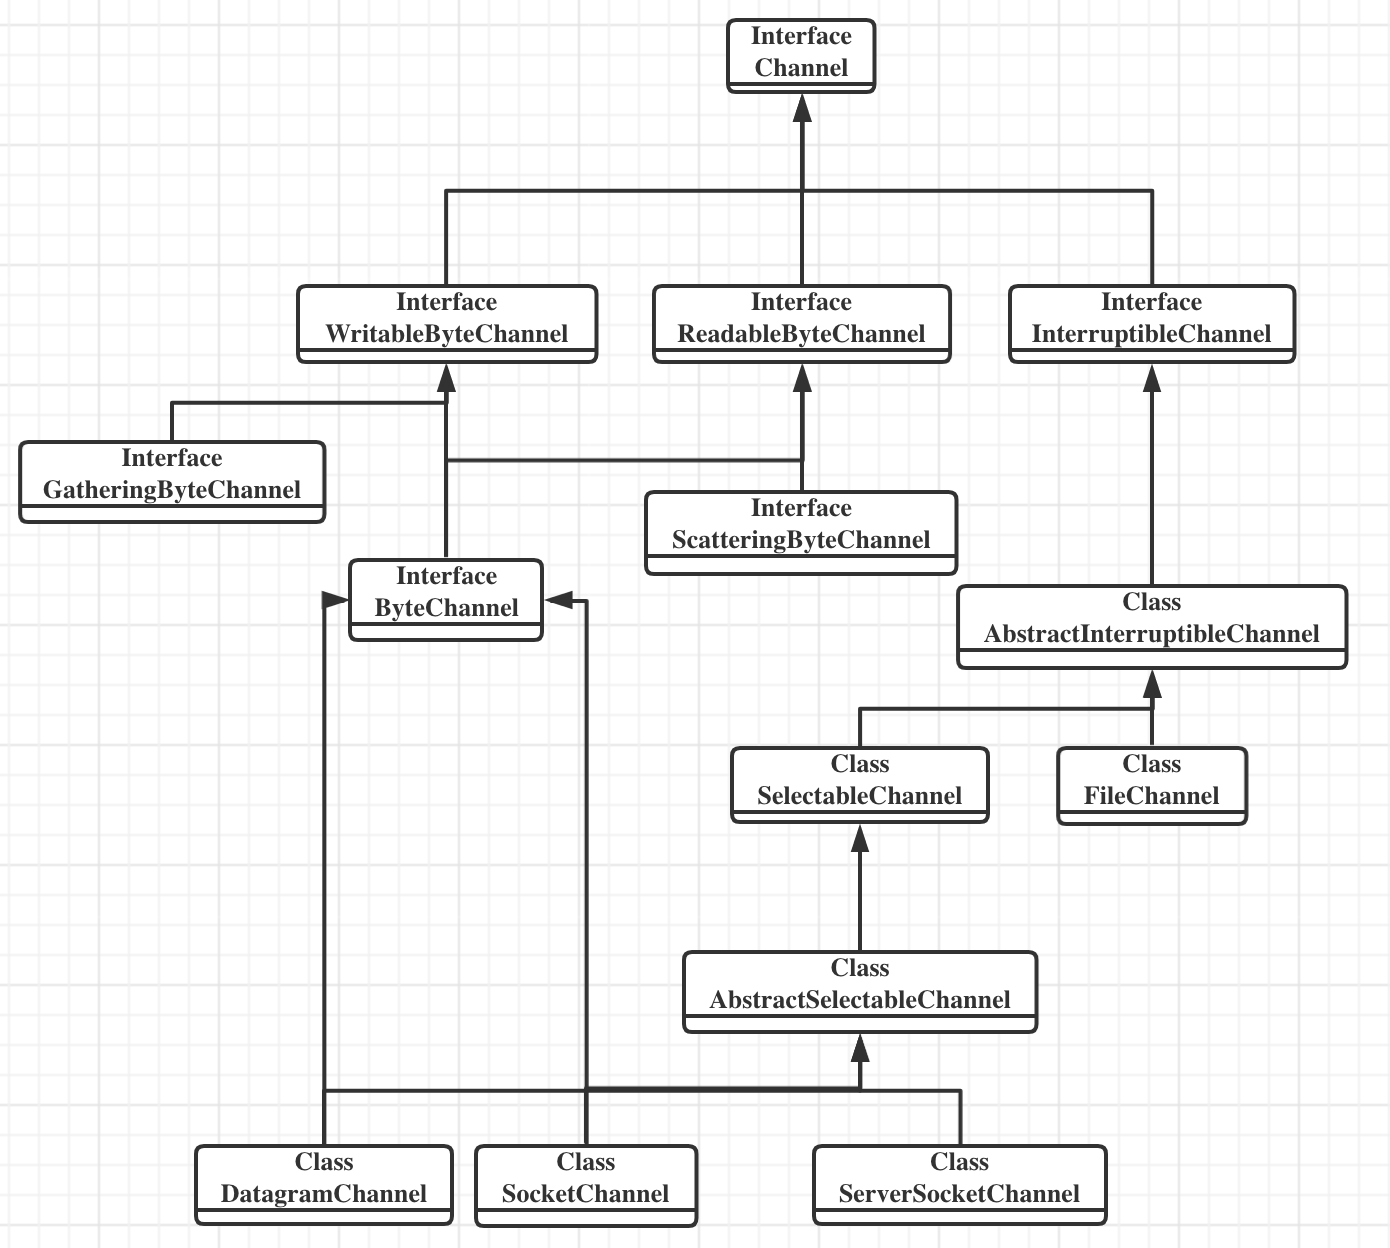 Interface
Channel
Interface
WritableByteChannel
Interface
ReadableByteChannel
Interface
InterruptibleChannel
Interface
GatheringByteChannel
Interface
ScatteringByteChannel
Interface
ByteChannel
Class
AbstractInterruptibleChannel
Class
SelectableChannel
Class
FileChannel
Class
AbstractSelectableChannel
Class
DatagramChannel
Class
SocketChannel
Class
ServerSocketChannel